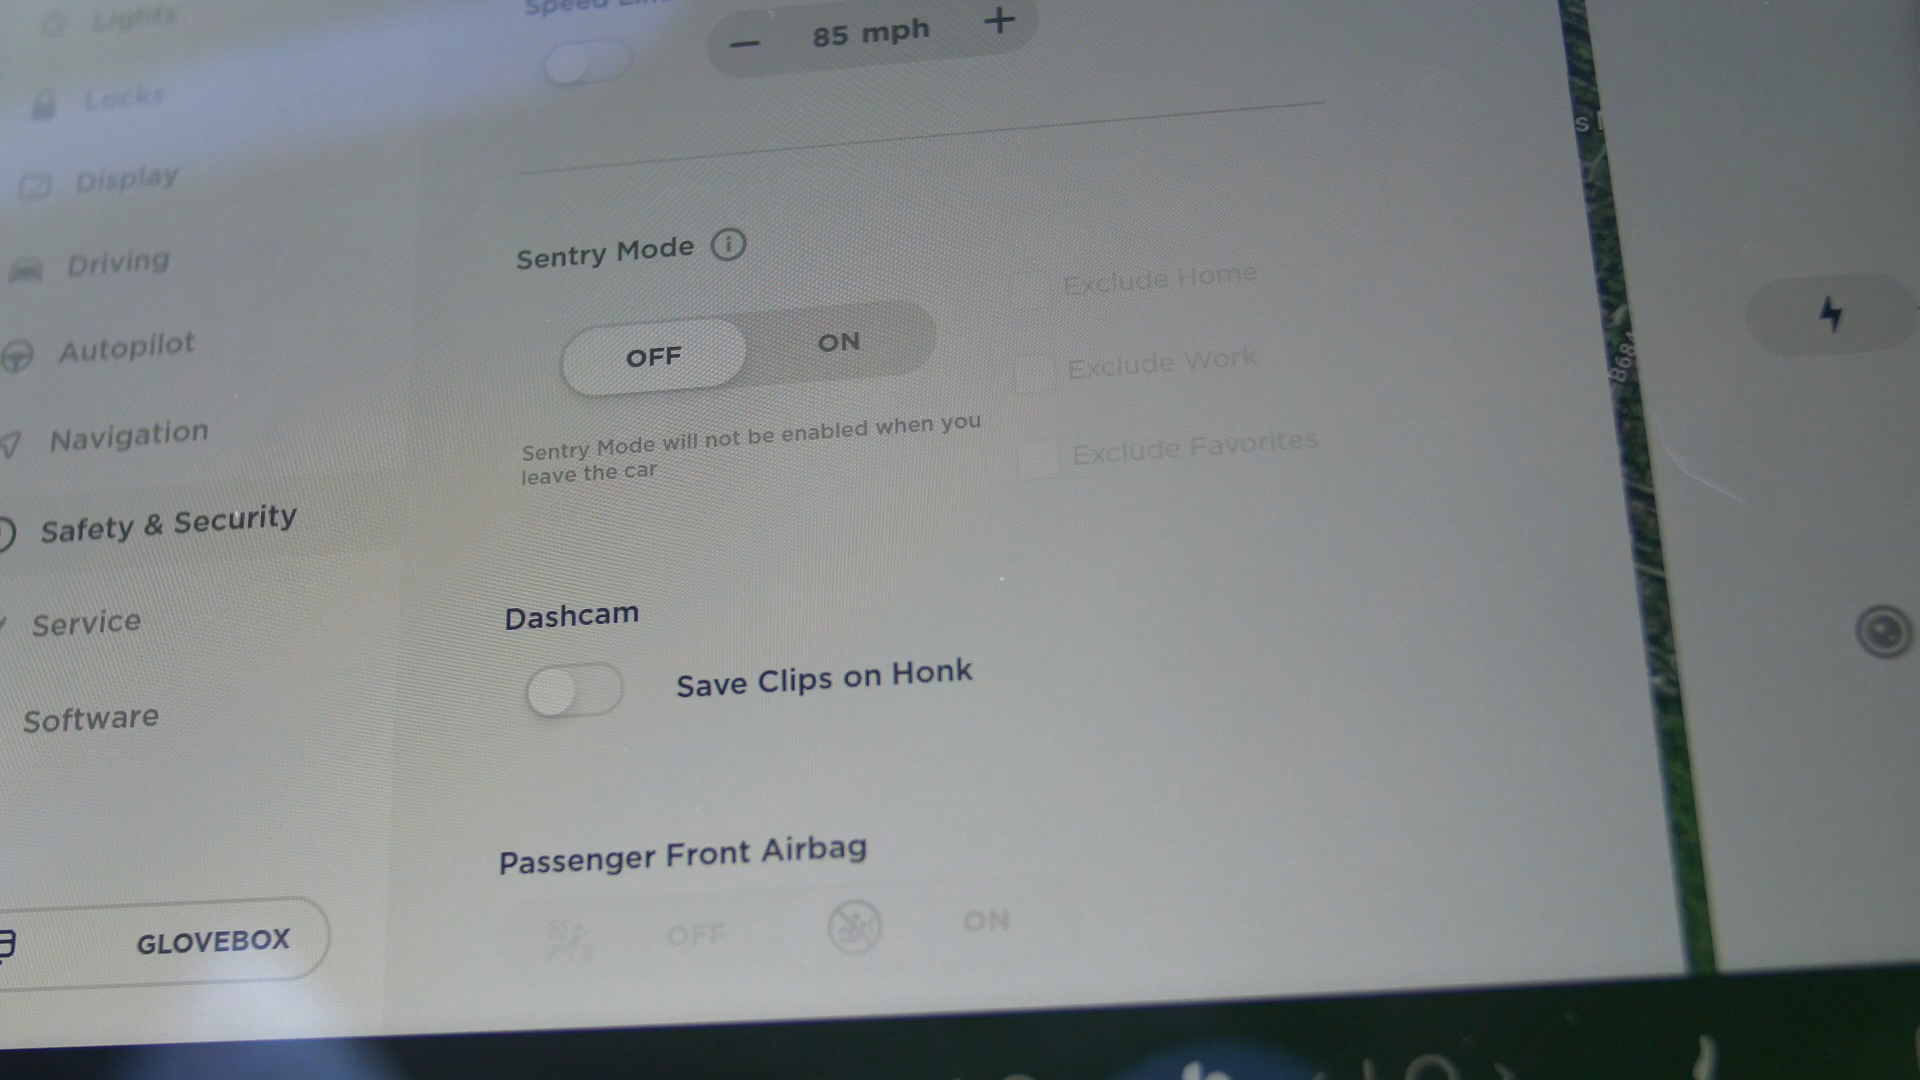 Lights
Locks
Display
Driving
Autopilot
Navigation
Safety & Security
Service
Software
GLOVEBOX
Speed
85 mph
Sentry Mode
OFF
ON
Exclude Home
Exclude Work
Exclude Favorites
Sentry Mode will not be enabled when you
leave the car
Dashcam
Save Clips on Honk
Passenger Front Airbag
OFF
ON